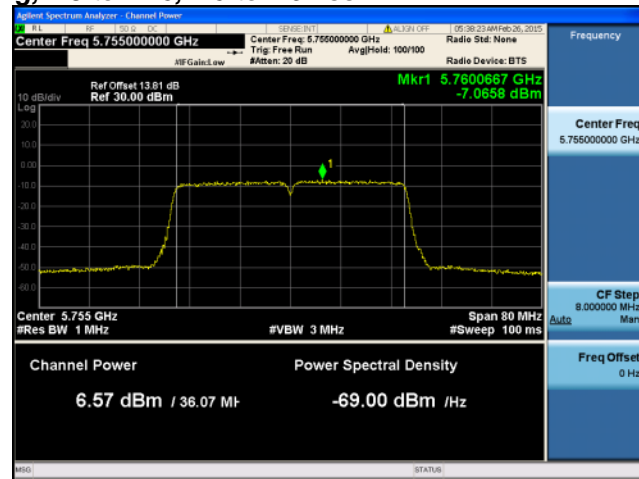 Agilent Spectrum Analyzer - Channel Power
RL RF 50 Ω DC SENSE:INT ALIGN OFF 05:38:23 AM Feb 26, 2015
Center Freq 5.755000000 GHz
Center Freq: 5.755000000 GHz
Radio Std: None
Trig: Free Run Avg|Hold: 100/100
#IFGain:Low #Atten: 20 dB Radio Device: BTS
Frequency
Mkr1 5.7600667 GHz
-7.0658 dBm
Ref Offset 13.81 dB
10 dB/div Ref 30.00 dBm
Log
20.0
10.0
0.00
1
-10.0
-20.0
-30.0
-40.0
-50.0
-60.0
Center 5.755 GHz Span 80 MHz
#Res BW 1 MHz #VBW 3 MHz #Sweep 100 ms
Center Freq
5.755000000 GHz
CF Step
8.000000 MHz
Auto Man
Freq Offset
0 Hz
Channel Power Power Spectral Density
6.57 dBm / 36.07 MH -69.00 dBm /Hz
MSG STATUS